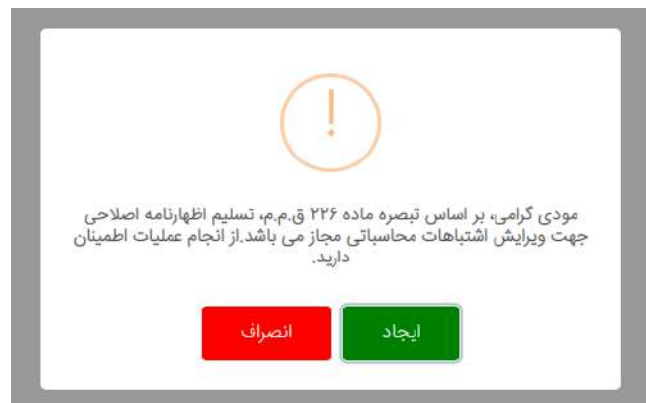 مودی گرامی، بر اساس تبصره ماده ۲۲۶ ق.م.م، تسلیم اظهارنامه اصلاحی
جهت ویرایش اشتباهات محاسباتی مجاز می باشد.از انجام عملیات اطمینان
دارید.
ایجاد
انصراف